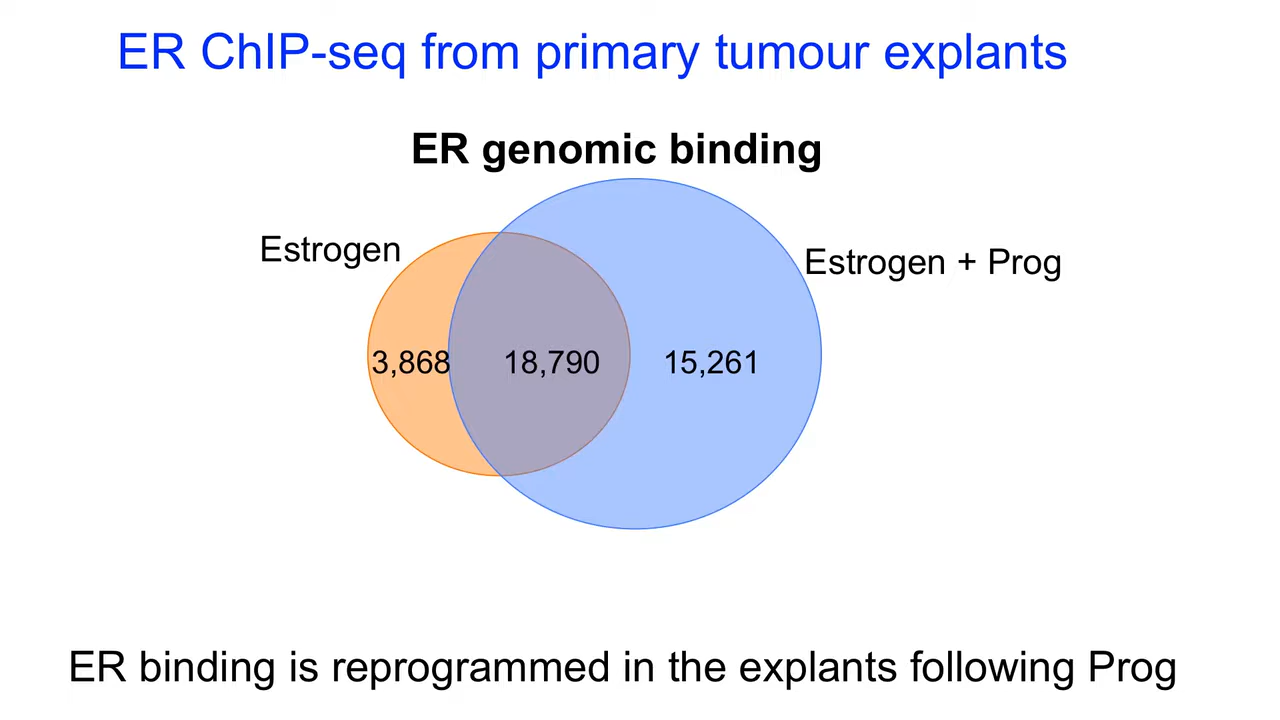 ER ChIP-seq from primary tumour explants
ER genomic binding
Estrogen
Estrogen + Prog
3,868
18,790
15,261
ER binding is reprogrammed in the explants following Prog